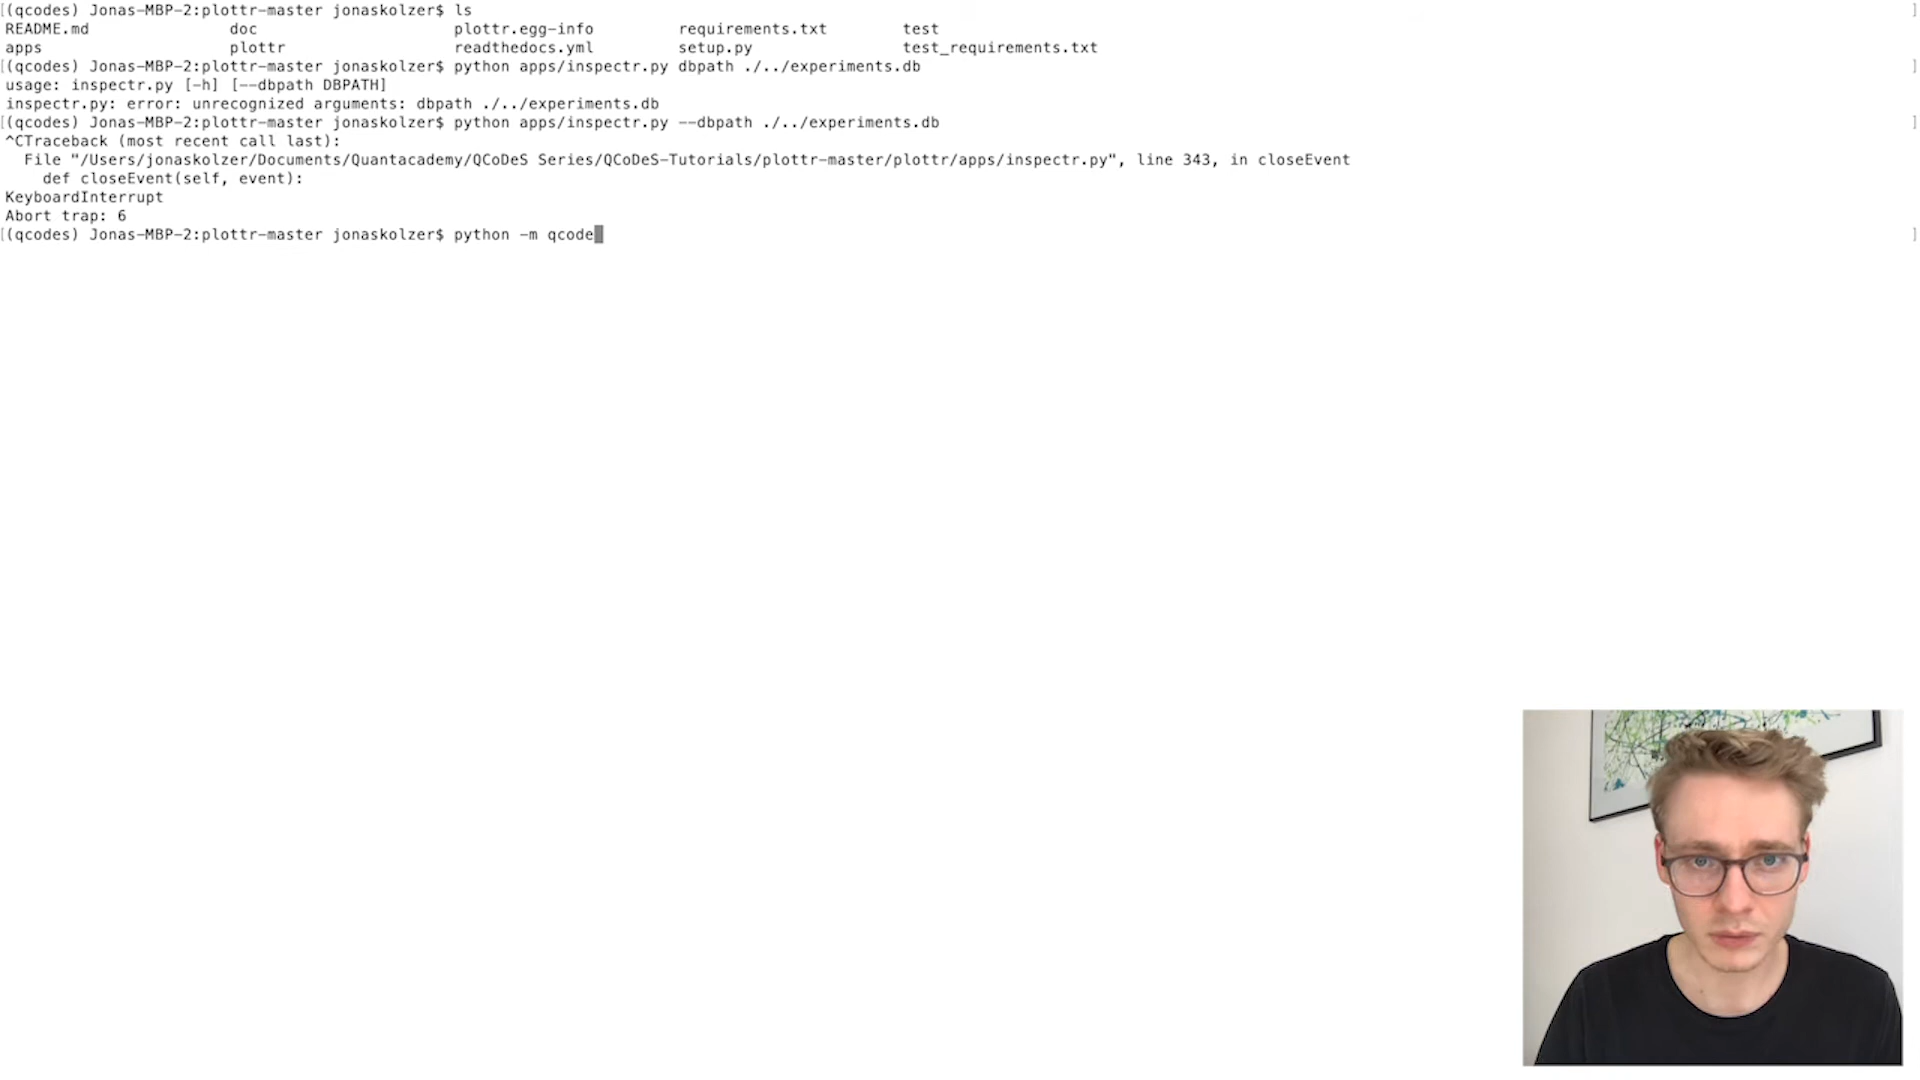 [(qcodes) Jonas-MBP-2:plottr-master jonaskolzer$ ls ]
README.md doc plottr.egg-info requirements.txt test
apps plottr readthedocs.yml setup.py test_requirements.txt
[(qcodes) Jonas-MBP-2:plottr-master jonaskolzer$ python apps/inspectr.py dbpath ./../experiments.db ]
usage: inspectr.py [-h] [--dbpath DBPATH]
inspectr.py: error: unrecognized arguments: dbpath ./../experiments.db
[(qcodes) Jonas-MBP-2:plottr-master jonaskolzer$ python apps/inspectr.py --dbpath ./../experiments.db ]
^CTraceback (most recent call last):
File "/Users/jonaskolzer/Documents/Quantacademy/QCoDeS Series/QCoDeS-Tutorials/plottr-master/plottr/apps/inspectr.py", line 343, in closeEvent
def closeEvent(self, event):
KeyboardInterrupt
Abort trap: 6
[(qcodes) Jonas-MBP-2:plottr-master jonaskolzer$ python -m qcode ]